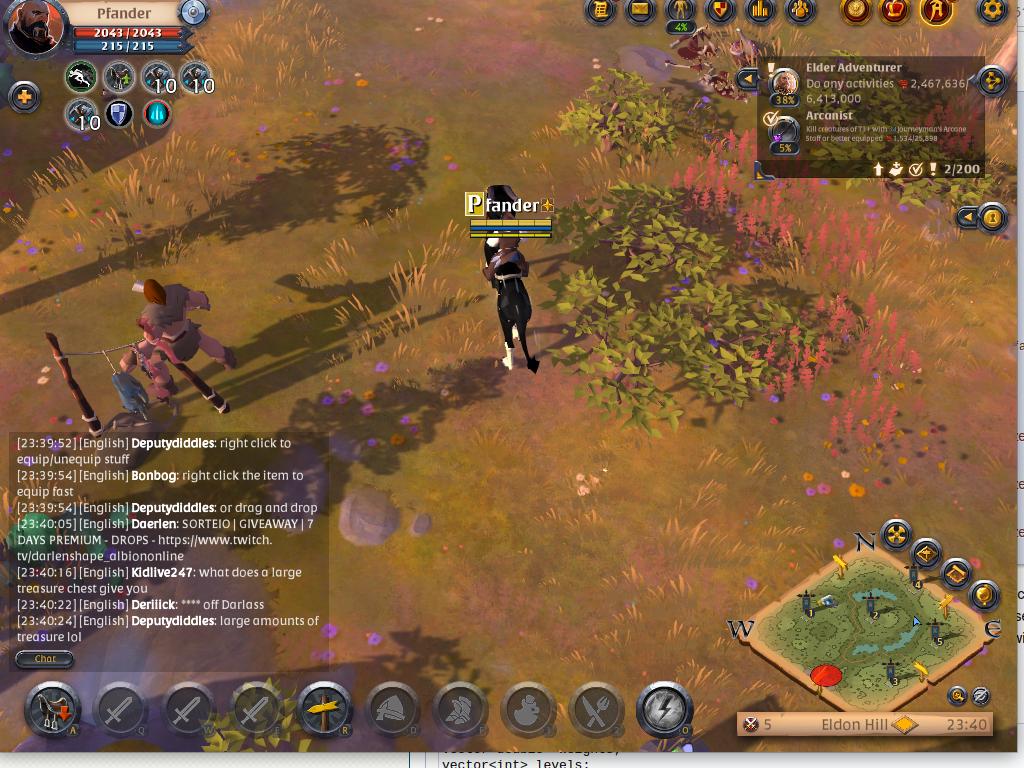 Pfander
2043 / 2043
215 / 215
4%
10
10
10
Elder Adventurer
Do any activities 2,467,636/
6,413,000
38%
Arcanist
Kill creatures of T1+ with Journeyman's Arcane
Staff or better equipped 1,534/25,898
5%
2/200
Pfander
[23:39:52] [English] Deputydiddles: right click to
equip/unequip stuff
[23:39:54] [English] Bonbog: right click the item to
equip fast
[23:39:54] [English] Deputydiddles: or drag and drop
[23:40:05] [English] Daerlen: SORTEIO | GIVEAWAY | 7
DAYS PREMIUM - DROPS - https://www.twitch.
tv/darlenshape_albiononline
[23:40:16] [English] Kidlive247: what does a large
treasure chest give you
[23:40:22] [English] Derlick: **** off Darlass
[23:40:24] [English] Deputydiddles: large amounts of
treasure lol
Chat
N
W
E
1
2
3
4
5
A
Q
W
E
R
D
F
O
5
Eldon Hill
23:40
vector<int> levels;